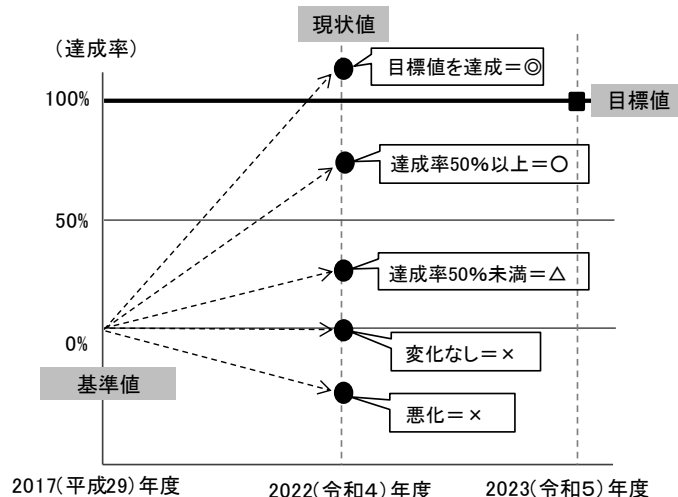 現状値
(達成率)
目標値を達成=◎
100%
目標値
達成率50%以上=○
50%
達成率50%未満=△
0%
変化なし=×
基準値
悪化=×
2017(平成29)年度
2022(令和4)年度
2023(令和5)年度